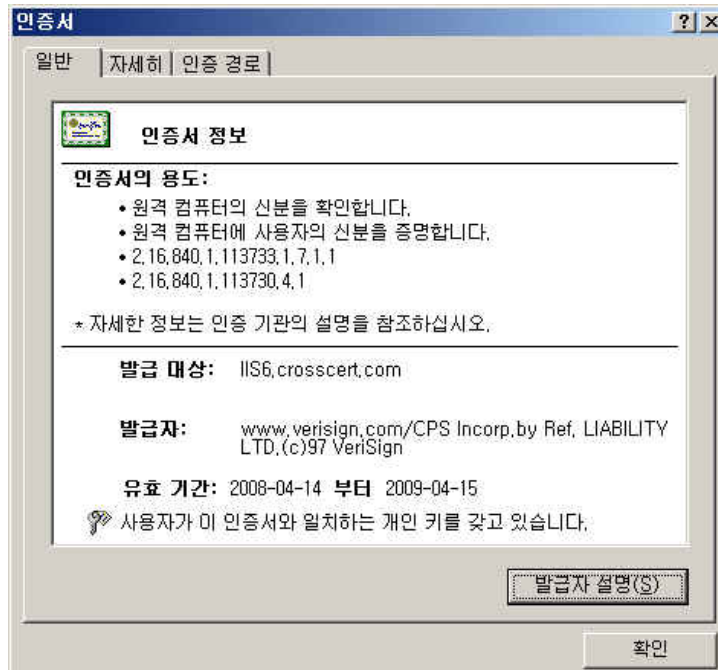 인증서
일반 자세히 인증 경로
인증서 정보
인증서의 용도:
• 원격 컴퓨터의 신분을 확인합니다.
• 원격 컴퓨터에 사용자의 신분을 증명합니다.
• 2.16.840.1.113733.1.7.1.1
• 2.16.840.1.113730.4.1
* 자세한 정보는 인증 기관의 설명을 참조하십시오.
발급 대상: IIS6.crosscert.com
발급자: www.verisign.com/CPS Incorp.by Ref. LIABILITY
LTD.(c)97 VeriSign
유효 기간: 2008-04-14 부터 2009-04-15
사용자가 이 인증서와 일치하는 개인 키를 갖고 있습니다.
발급자 설명(S)
확인